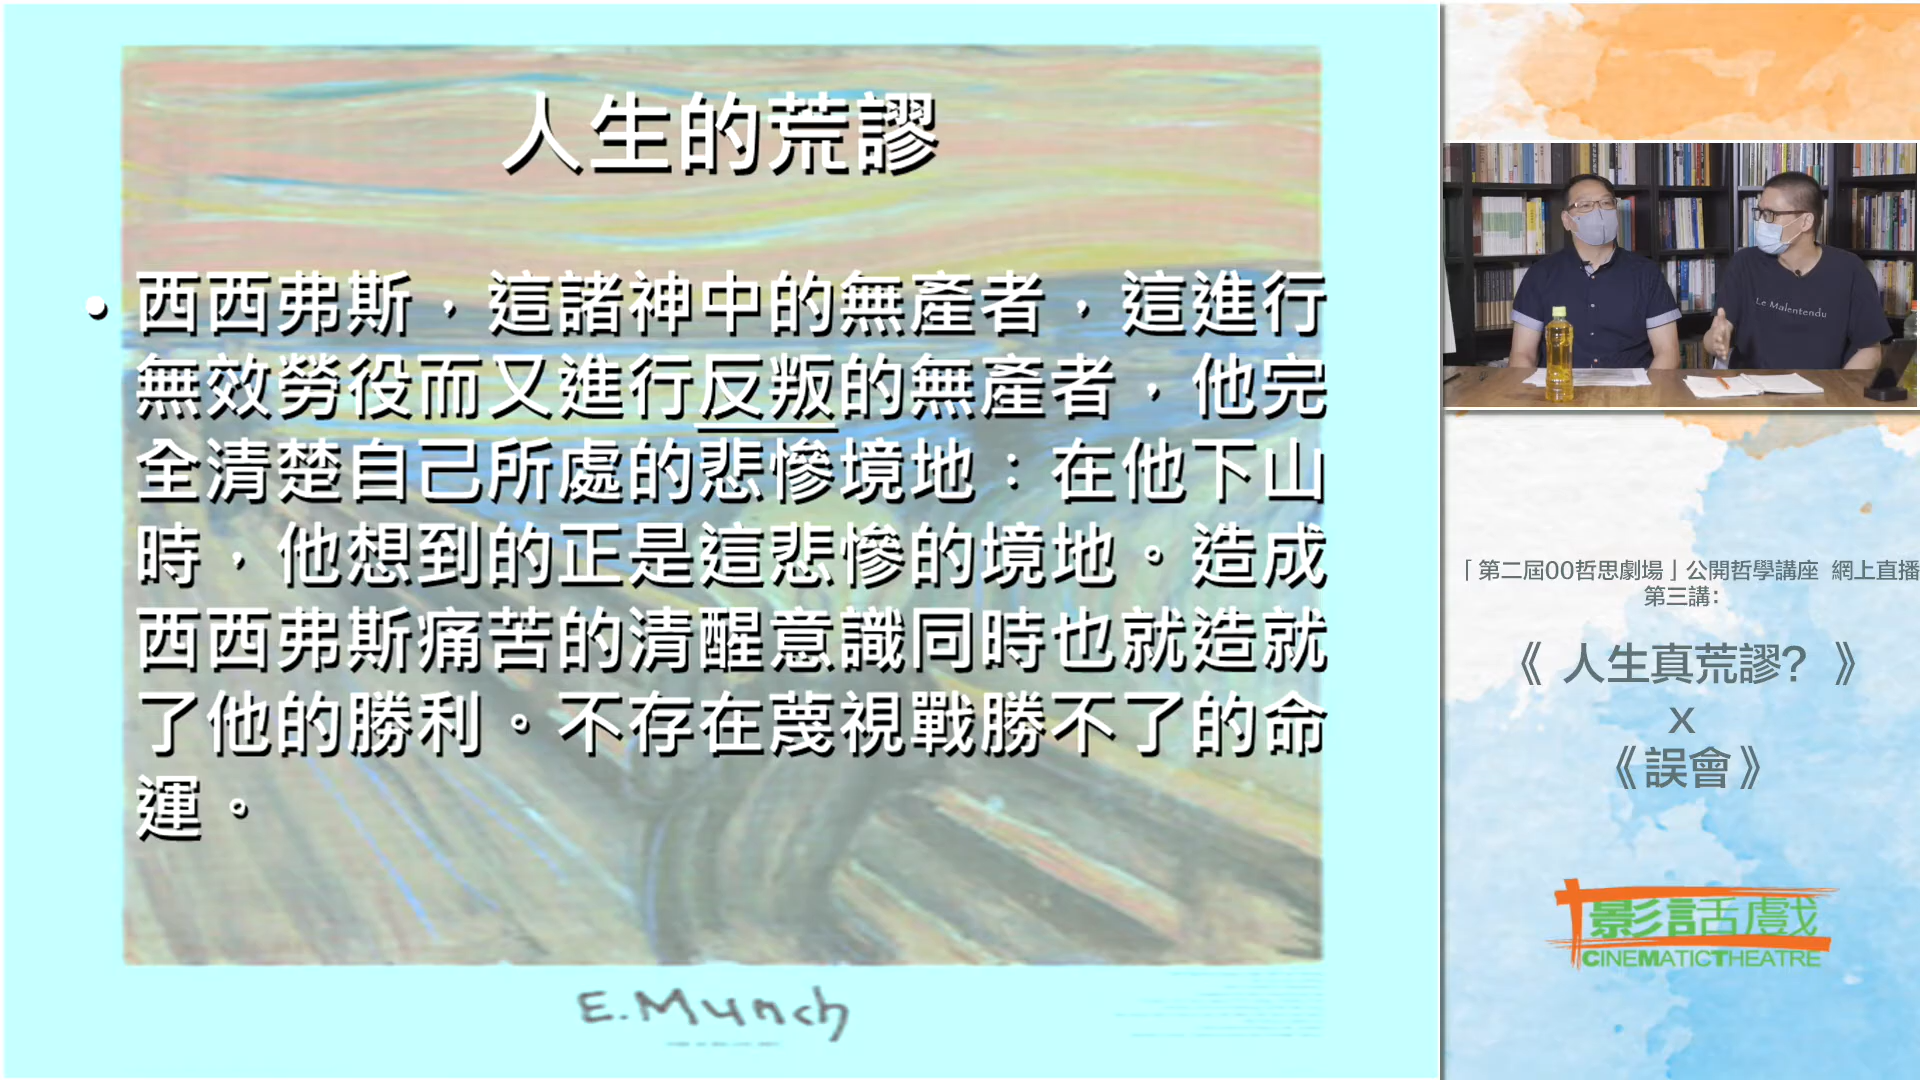 人生的荒謬
• 西西弗斯，這諸神中的無產者，這進行
無效勞役而又進行反叛的無產者，他完
全清楚自己所處的悲慘境地：在他下山
時，他想到的正是這悲慘的境地。造成
西西弗斯痛苦的清醒意識同時也就造就
了他的勝利。不存在蔑視戰勝不了的命
運。
E. Munch
Le Malentendu
「第二屆00哲思劇場」公開哲學講座 網上直播
第三講：
《 人生真荒謬? 》
x
《誤會》
影話戲
CINEMATICTHEATRE